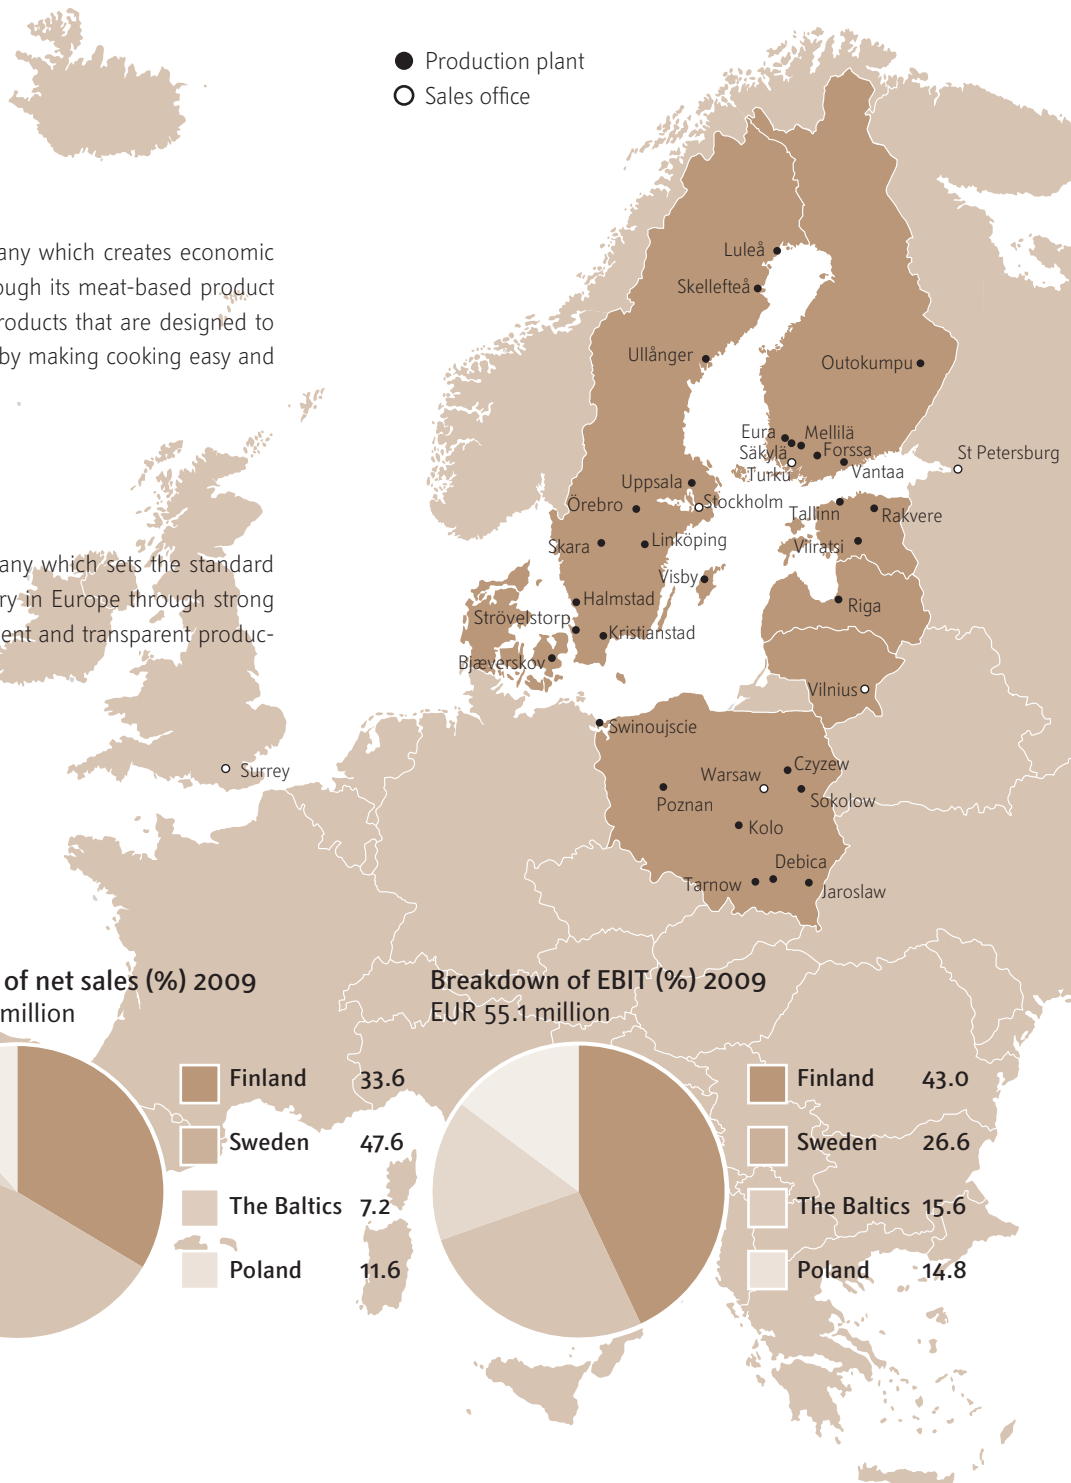 Production plant
Sales office
any which creates economic
ough its meat-based product
roducts that are designed to
by making cooking easy and
any which sets the standard
ry in Europe through strong
ent and transparent produc-
Luleå
Skellefteå
Ullånger
Outokumpu
Eura
Mellilä
Säkylä
Forssa
Turku
Vantaa
St Petersburg
Uppsala
Örebro
Stockholm
Tallinn
Rakvere
Skara
Linköping
Viiratsi
Visby
Halmstad
Riga
Strövelstorp
Kristianstad
Bjæverskov
Vilnius
Swinoujscie
Surrey
Warsaw
Czyzew
Poznan
Sokolow
Kolo
Debica
Tarnow
Jaroslaw
of net sales (%) 2009
million
Finland 33.6
Sweden 47.6
The Baltics 7.2
Poland 11.6
Breakdown of EBIT (%) 2009
EUR 55.1 million
Finland 43.0
Sweden 26.6
The Baltics 15.6
Poland 14.8